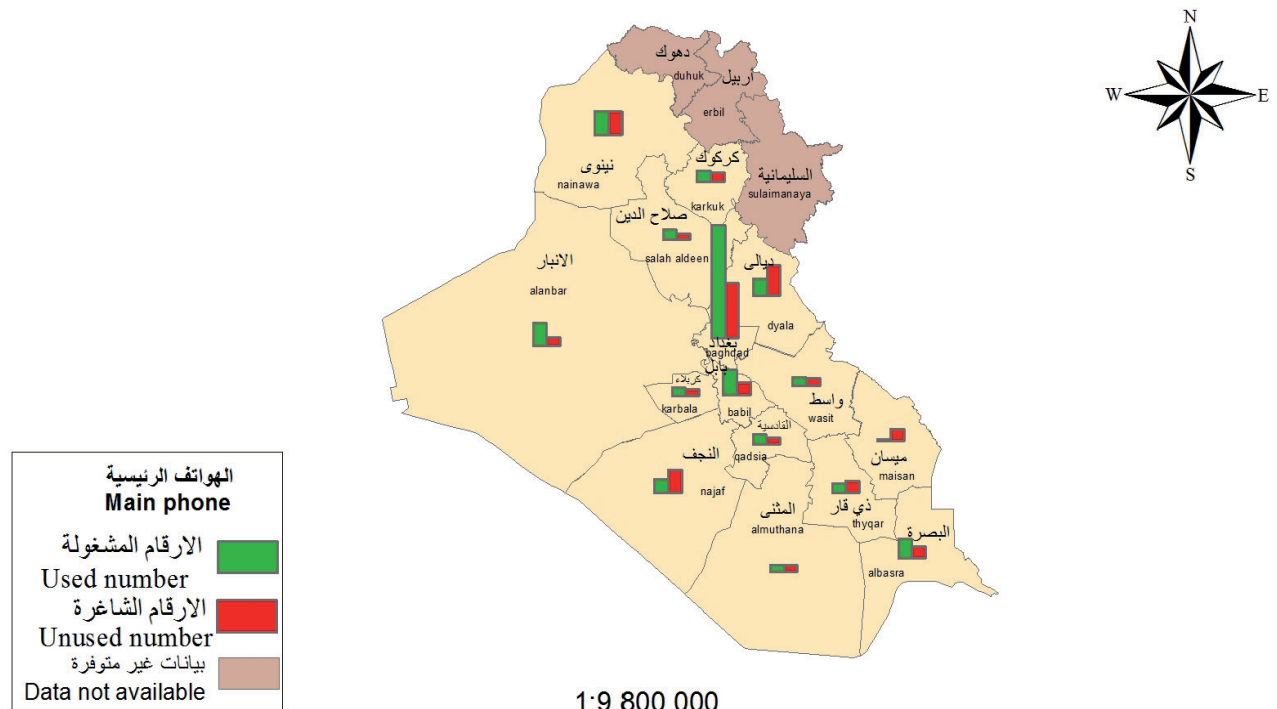 N
W
E
S
دهوك
duhuk
اربيل
erbil
نينوى
nainawa
كركوك
karkuk
السليمانية
sulaimanaya
صلاح الدين
salah aldeen
الانبار
alanbar
ديالى
dyala
بغداد
baghdad
بابل
babil
كربلاء
karbala
واسط
wasit
القادسية
qadsia
النجف
najaf
ميسان
maisan
المثنى
almuthana
ذي قار
thyqar
البصرة
albasra
الهواتف الرئيسية
Main phone
الارقام المشغولة
Used number
الارقام الشاغرة
Unused number
بيانات غير متوفرة
Data not available
1:9 800 000